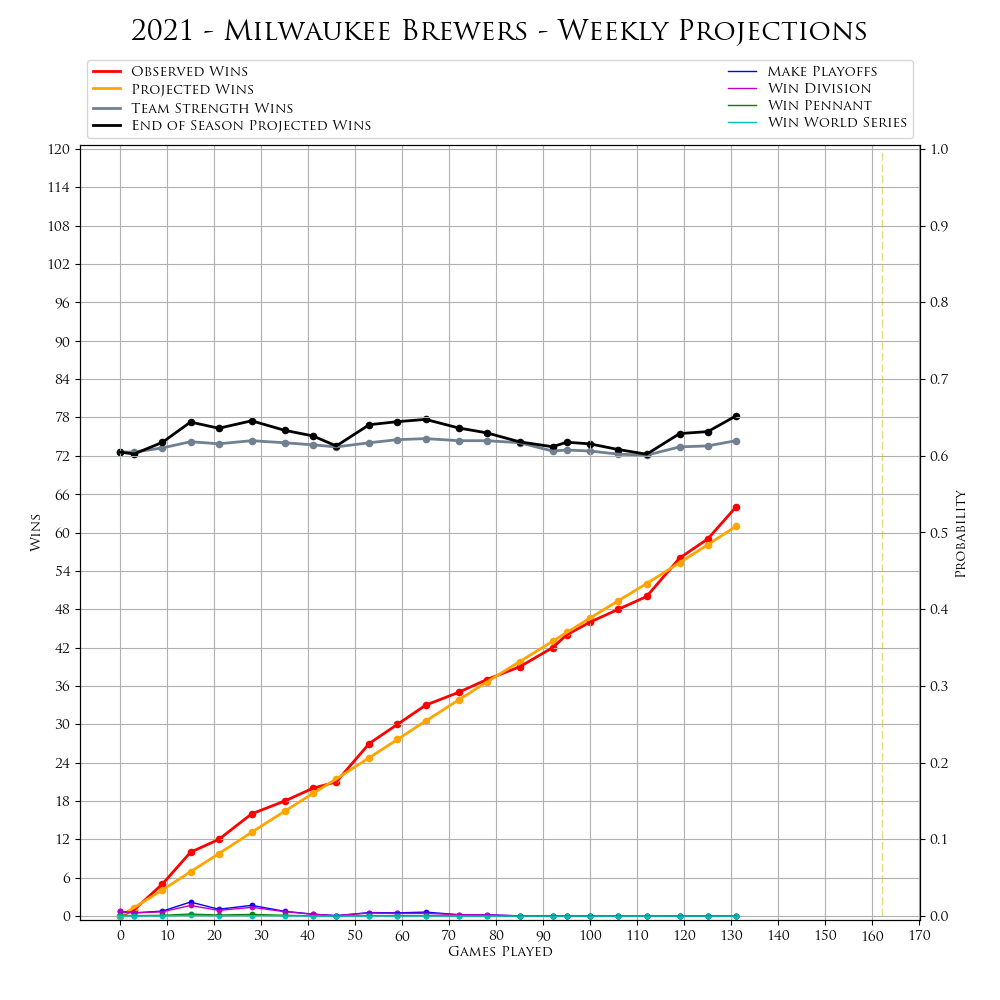 2021 - Milwaukee Brewers - Weekly Projections
Observed Wins
Projected Wins
Team Strength Wins
End of Season Projected Wins
Make Playoffs
Win Division
Win Pennant
Win World Series
120
114
108
102
96
90
84
78
72
66
60
54
48
42
36
30
24
18
12
6
0
Wins
1.0
0.9
0.8
0.7
0.6
0.5
0.4
0.3
0.2
0.1
0.0
Probability
0 10 20 30 40 50 60 70 80 90 100 110 120 130 140 150 160 170
Games Played